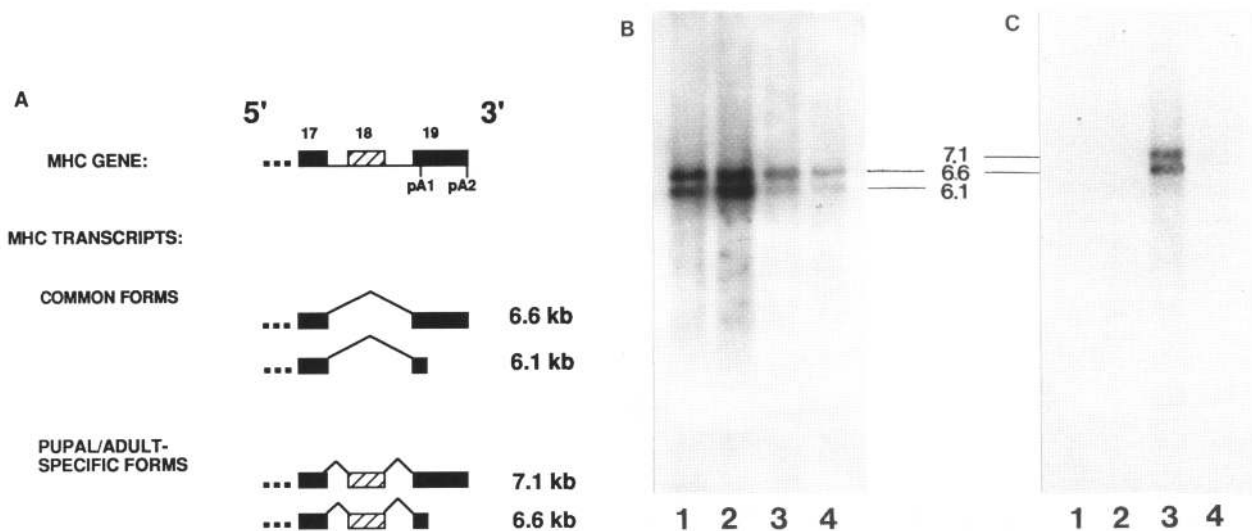 A
5' 3'
17 18 19
MHC GENE:
pA1 pA2
MHC TRANSCRIPTS:
COMMON FORMS
6.6 kb
6.1 kb
PUPAL/ADULT-
SPECIFIC FORMS
7.1 kb
6.6 kb
B
1 2 3 4
7.1
6.6
6.1
C
1 2 3 4